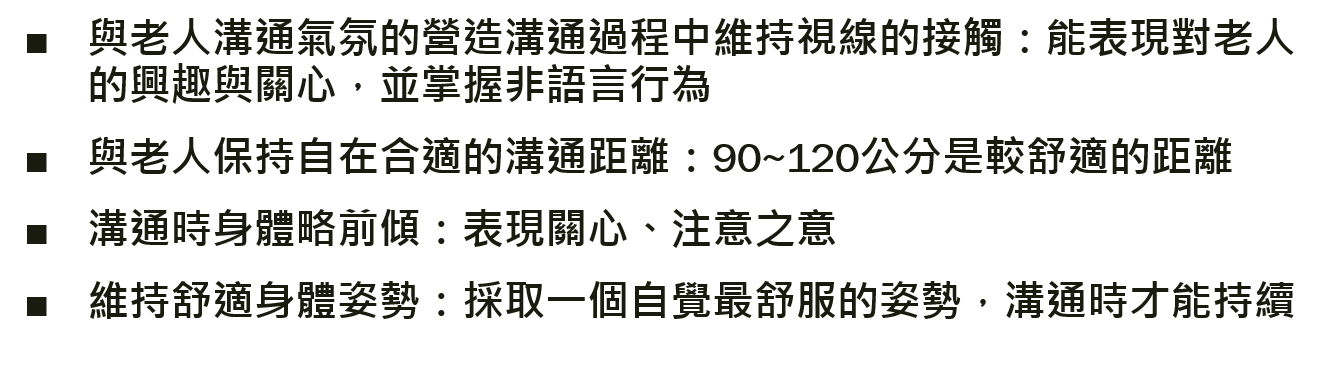 ■ 與老人溝通氣氛的營造溝通過程中維持視線的接觸：能表現對老人
的興趣與關心，並掌握非語言行為
■ 與老人保持自在合適的溝通距離：90~120公分是較舒適的距離
■ 溝通時身體略前傾：表現關心、注意之意
■ 維持舒適身體姿勢：採取一個自覺最舒服的姿勢，溝通時才能持續